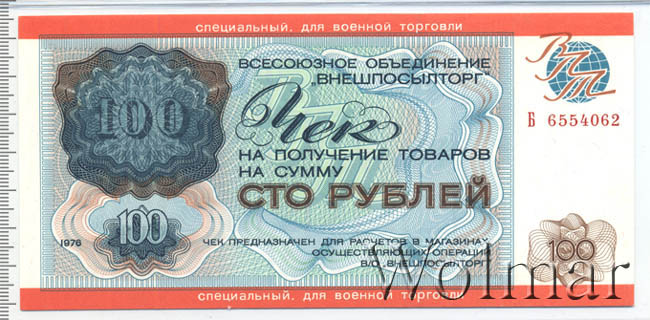 специальный, для военной торговли
ВСЕСОЮЗНОЕ ОБЪЕДИНЕНИЕ
„ВНЕШПОСЫЛТОРГ"
ВПТ
Б 6554062
100
Чек
НА ПОЛУЧЕНИЕ ТОВАРОВ
НА СУММУ
СТО РУБЛЕЙ
100
1976
ЧЕК ПРЕДНАЗНАЧЕН ДЛЯ РАСЧЕТОВ В МАГАЗИНАХ,
ОСУЩЕСТВЛЯЮЩИХ ОПЕРАЦИИ
В/О „ВНЕШПОСЫЛТОРГ"
100
Wolmar
специальный, для военной торговли